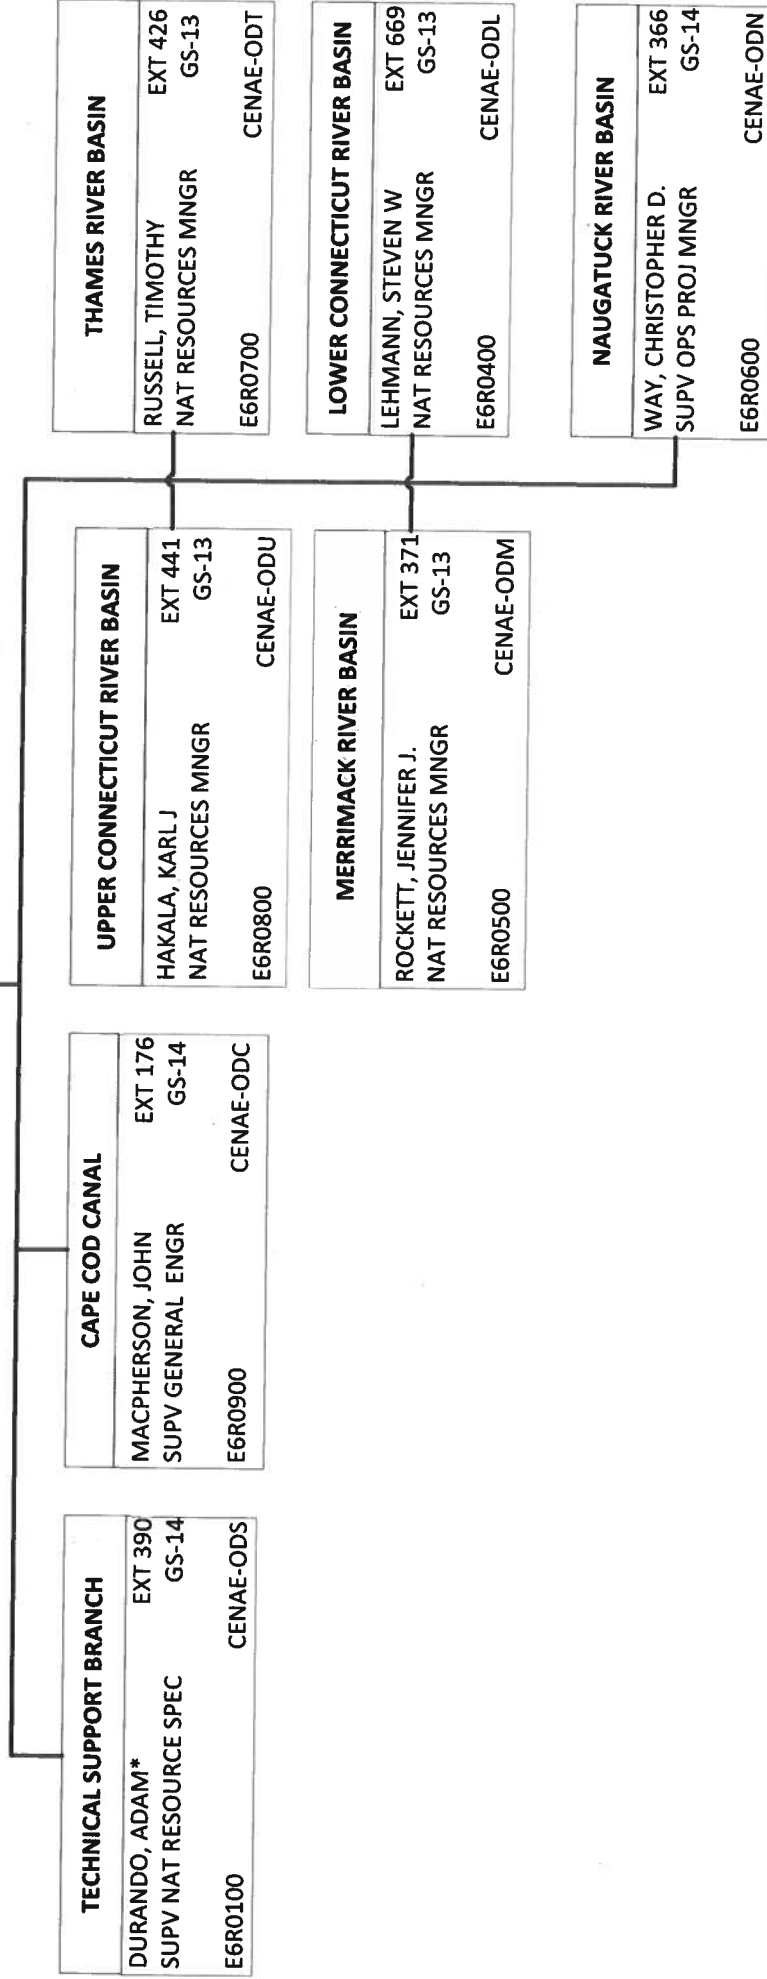 TECHNICAL SUPPORT BRANCH
DURANDO, ADAM* EXT 390
SUPV NAT RESOURCE SPEC GS-14
E6R0100 CENAE-ODS
CAPE COD CANAL
MACPHERSON, JOHN EXT 176
SUPV GENERAL ENGR GS-14
E6R0900 CENAE-ODC
UPPER CONNECTICUT RIVER BASIN
HAKALA, KARL J EXT 441
NAT RESOURCES MNGR GS-13
E6R0800 CENAE-ODU
THAMES RIVER BASIN
RUSSELL, TIMOTHY EXT 426
NAT RESOURCES MNGR GS-13
E6R0700 CENAE-ODT
MERRIMACK RIVER BASIN
ROCKETT, JENNIFER J. EXT 371
NAT RESOURCES MNGR GS-13
E6R0500 CENAE-ODM
LOWER CONNECTICUT RIVER BASIN
LEHMANN, STEVEN W EXT 669
NAT RESOURCES MNGR GS-13
E6R0400 CENAE-ODL
NAUGATUCK RIVER BASIN
WAY, CHRISTOPHER D. EXT 366
SUPV OPS PROJ MNGR GS-14
E6R0600 CENAE-ODN